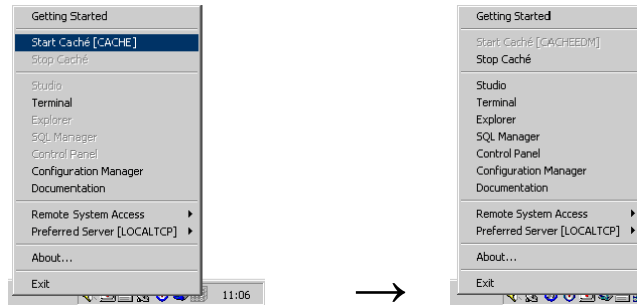 Getting Started
Start Caché [CACHE]
Stop Caché
Studio
Terminal
Explorer
SQL Manager
Control Panel
Configuration Manager
Documentation
Remote System Access
Preferred Server [LOCALTCP]
About...
Exit
11:06
Getting Started
Start Caché [CACHEEDM]
Stop Caché
Studio
Terminal
Explorer
SQL Manager
Control Panel
Configuration Manager
Documentation
Remote System Access
Preferred Server [LOCALTCP]
About...
Exit